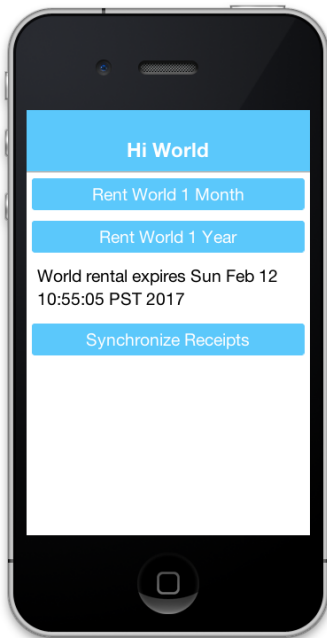 Hi World
Rent World 1 Month
Rent World 1 Year
World rental expires Sun Feb 12
10:55:05 PST 2017
Synchronize Receipts